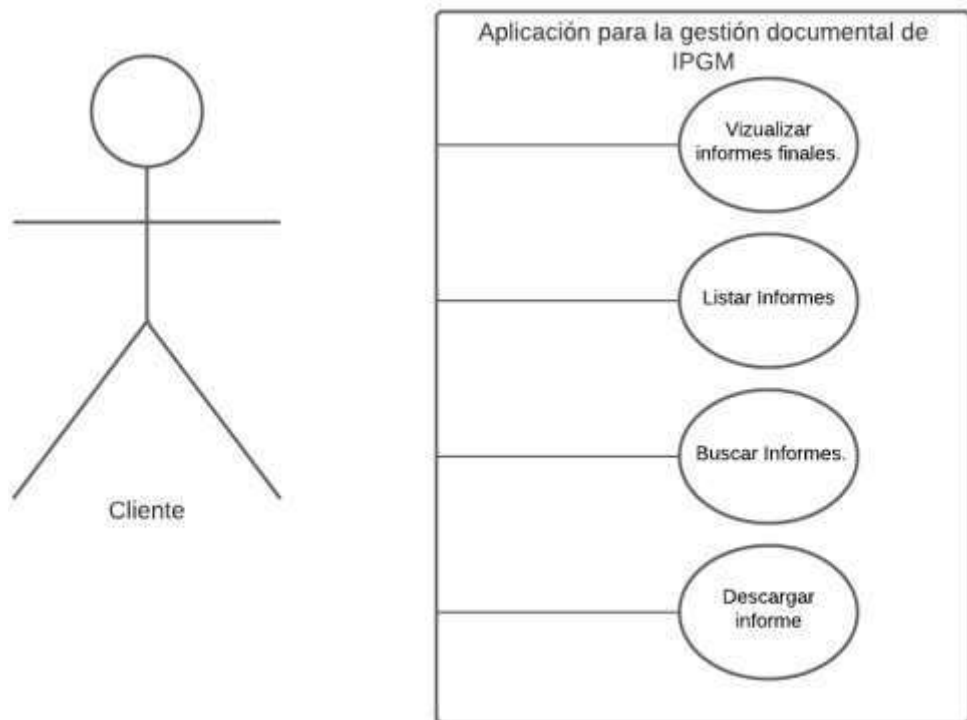 Aplicación para la gestión documental de
IPGM
Vizualizar
informes finales.
Listar Informes
Buscar Informes.
Cliente
Descargar
informe